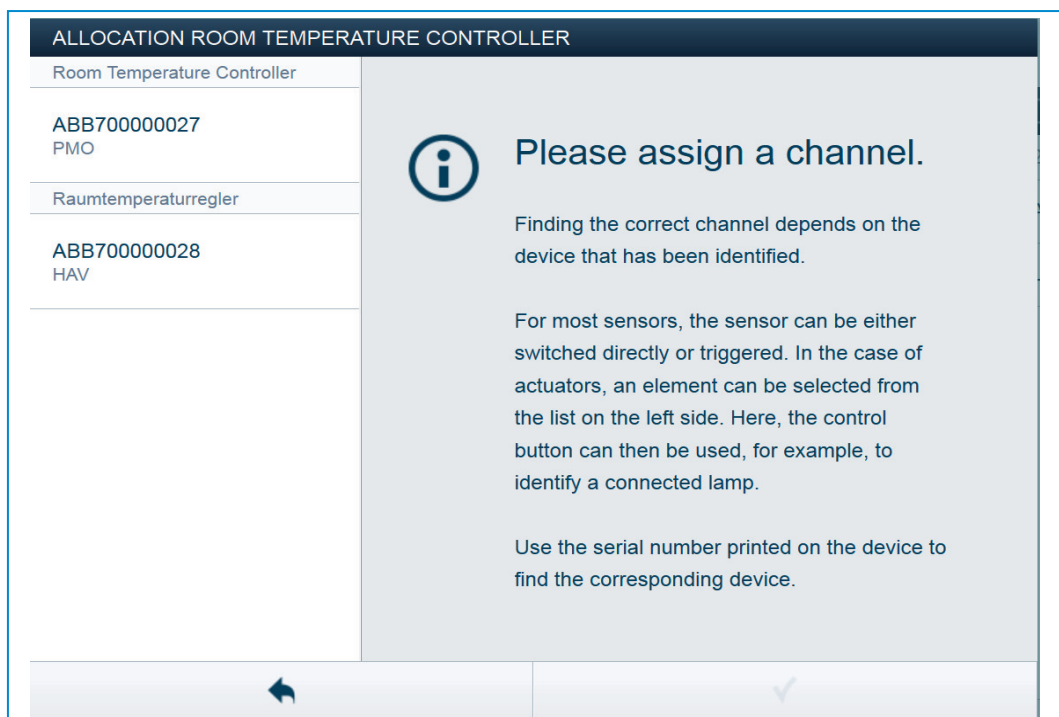 ALLOCATION ROOM TEMPERATURE CONTROLLER
Room Temperature Controller
ABB700000027
PMO
Raumtemperaturregler
ABB700000028
HAV
Please assign a channel.
Finding the correct channel depends on the
device that has been identified.
For most sensors, the sensor can be either
switched directly or triggered. In the case of
actuators, an element can be selected from
the list on the left side. Here, the control
button can then be used, for example, to
identify a connected lamp.
Use the serial number printed on the device to
find the corresponding device.